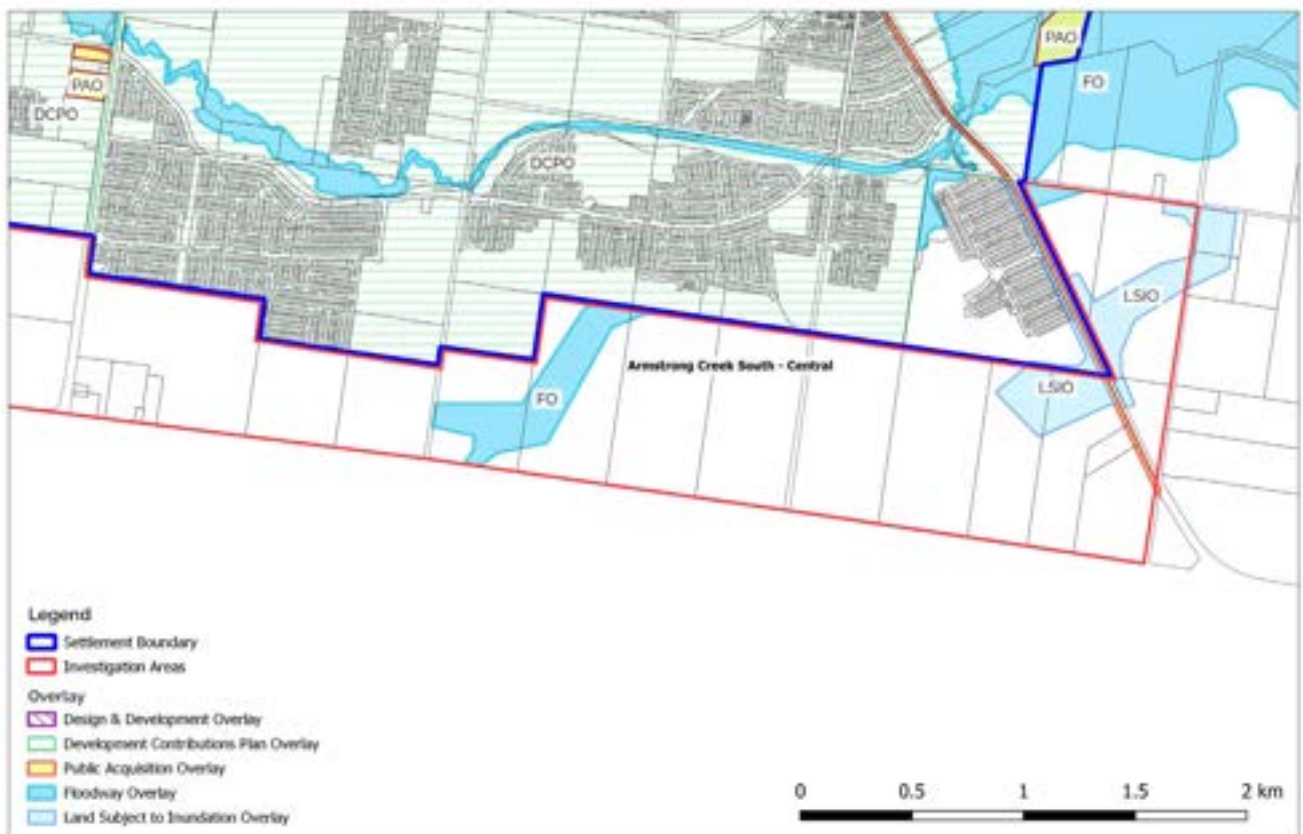 PAO
PAO
FO
DCPO
DCPO
LSIO
Armstrong Creek South - Central
LSIO
FO
Legend
Settlement Boundary
Investigation Areas
Overlay
Design & Development Overlay
Development Contributions Plan Overlay
Public Acquisition Overlay
Floodway Overlay
Land Subject to Inundation Overlay
0 0.5 1 1.5 2 km